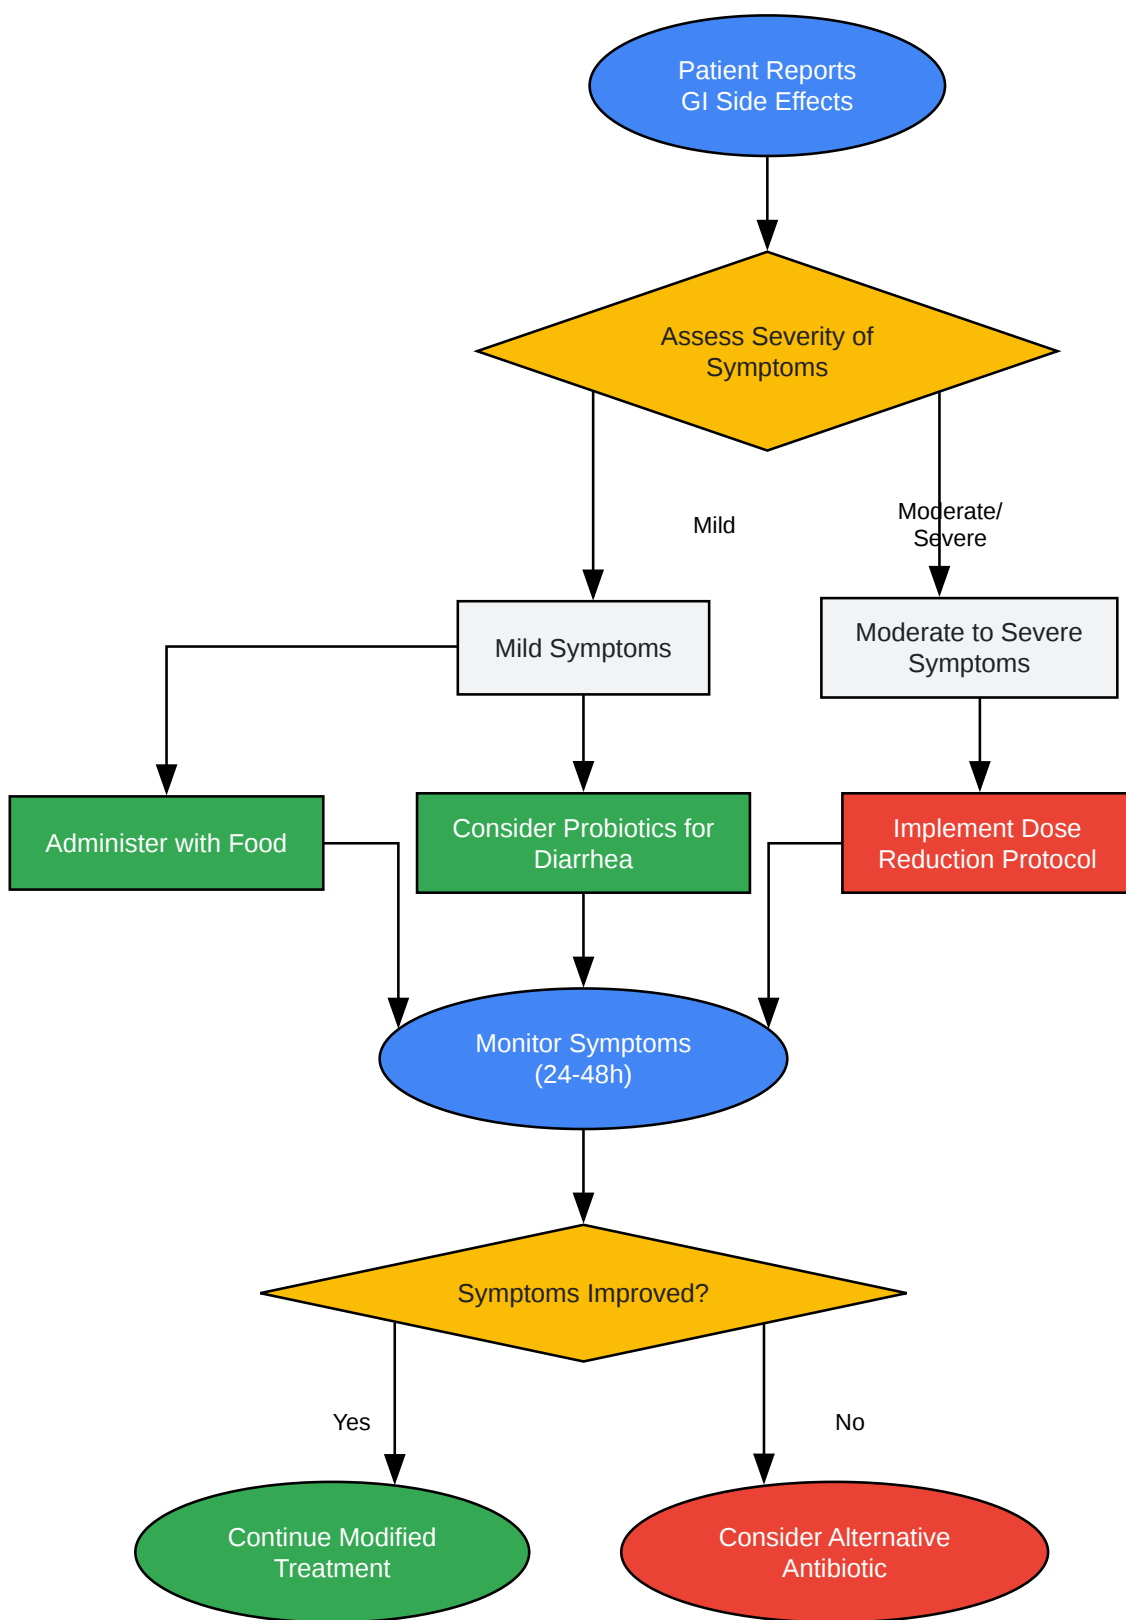 Patient Reports
GI Side Effects
Assess Severity of
Symptoms
Mild
Moderate/
Severe
Mild Symptoms
Moderate to Severe
Symptoms
Administer with Food
Consider Probiotics for
Diarrhea
Implement Dose
Reduction Protocol
Monitor Symptoms
(24-48h)
Symptoms Improved?
Yes
No
Continue Modified
Treatment
Consider Alternative
Antibiotic